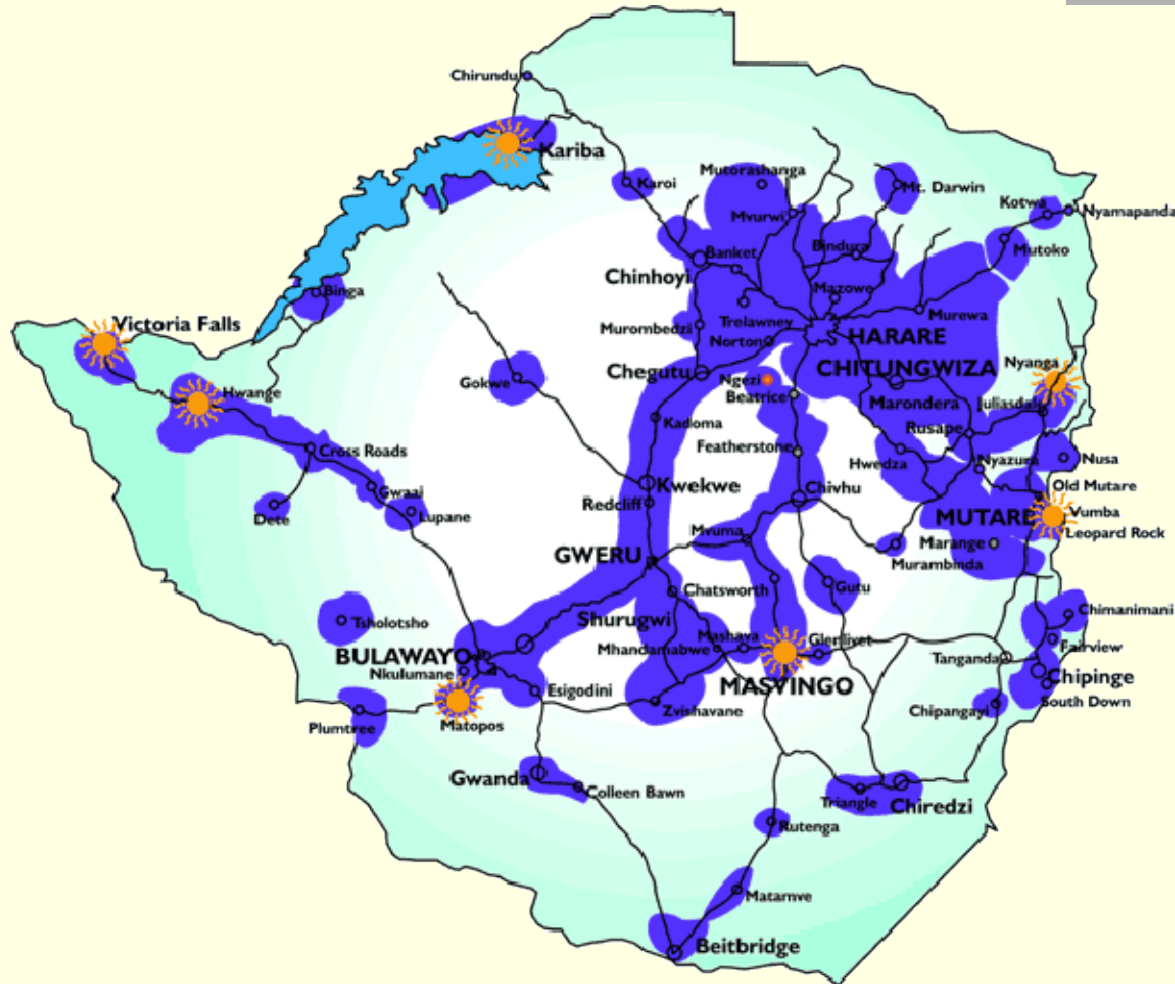 Chirundu
Kariba
Karoi
Mutorashanga
Mt. Darwin
Mvurwi
Kotwa
Nyamapanda
Mutoko
Bindura
Banket
Chinhoyi
Mazowe
Binga
Murombedzi
Trelawney
Murewa
Victoria Falls
HARARE
Norton
CHITUNGWIZA
Nyanga
Chegutu
Ngezi
Gokwe
Hwange
Beatrice
Marondera
Juliasdale
Kadoma
Rusape
Featherstone
Cross Roads
Hwedza
Nyazura
Nusa
Kwekwe
Old Mutare
Gwaai
Chivhu
Redcliff
Dete
Lupane
MUTARE
Vumba
Mvuma
Leopard Rock
GWERU
Marange
Murambinda
Chatsworth
Gutu
Chimanimani
Tsholotsho
Shurugwi
Mashava
Glenlivet
Fairview
Mhandamabwe
BULAWAYO
Tanganda
Nkulumane
Chipinge
MASVINGO
Esigodini
Zvishavane
South Down
Chipangayi
Plumtree
Matopos
Gwanda
Colleen Bawn
Triangle
Chiredzi
Rutenga
Matamve
Beitbridge